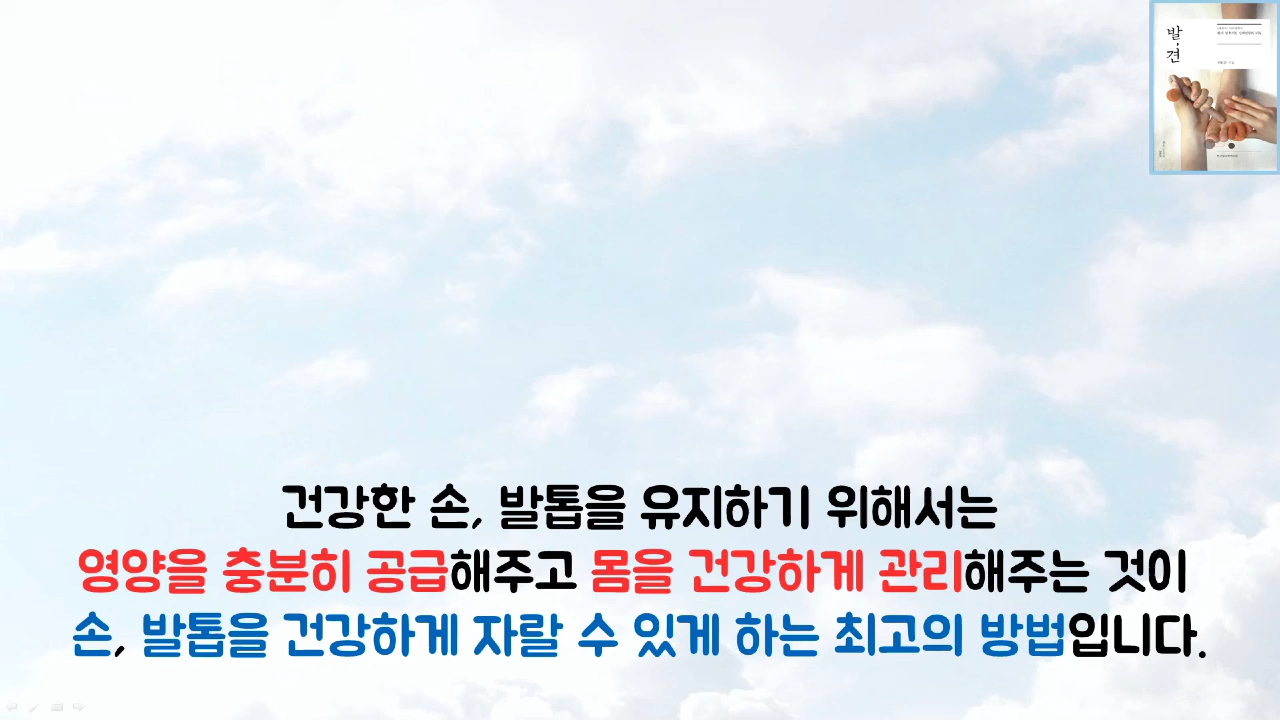 발견
건강한 손, 발톱을 유지하기 위해서는
영양을 충분히 공급해주고 몸을 건강하게 관리해주는 것이
손, 발톱을 건강하게 자랄 수 있게 하는 최고의 방법입니다.